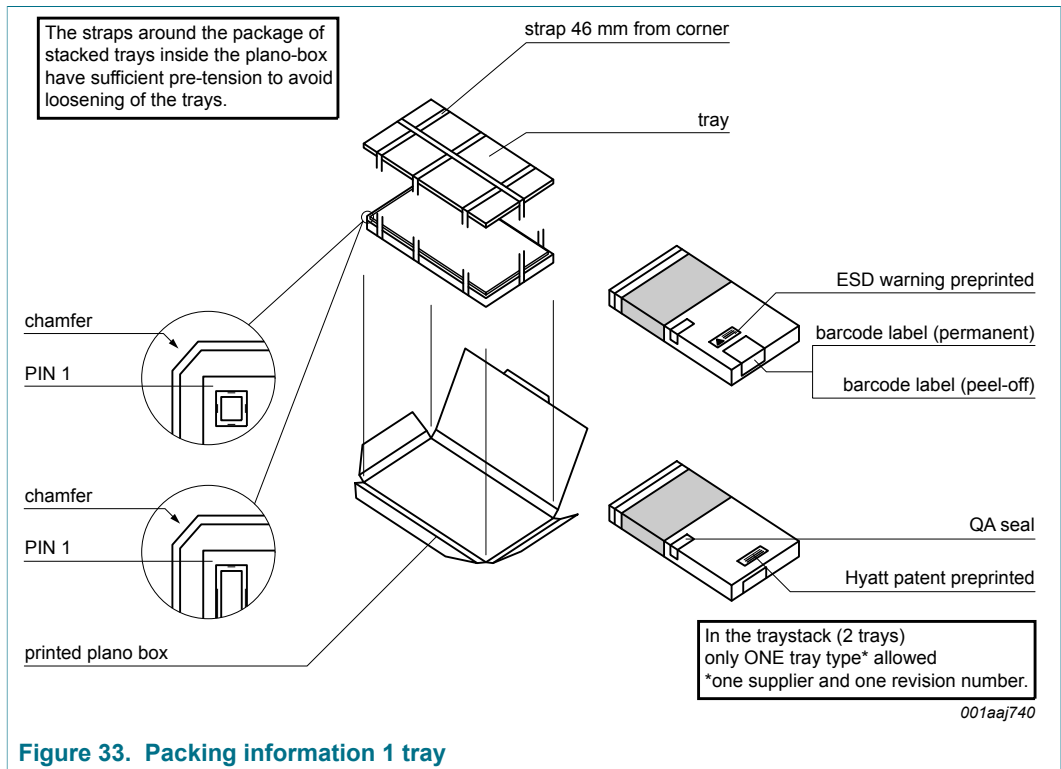 The straps around the package of
stacked trays inside the plano-box
have sufficient pre-tension to avoid
loosening of the trays.
strap 46 mm from corner
tray
chamfer
PIN 1
chamfer
PIN 1
printed plano box
ESD warning preprinted
barcode label (permanent)
barcode label (peel-off)
QA seal
Hyatt patent preprinted
In the traystack (2 trays)
only ONE tray type* allowed
*one supplier and one revision number.
001aaj740
Figure 33. Packing information 1 tray